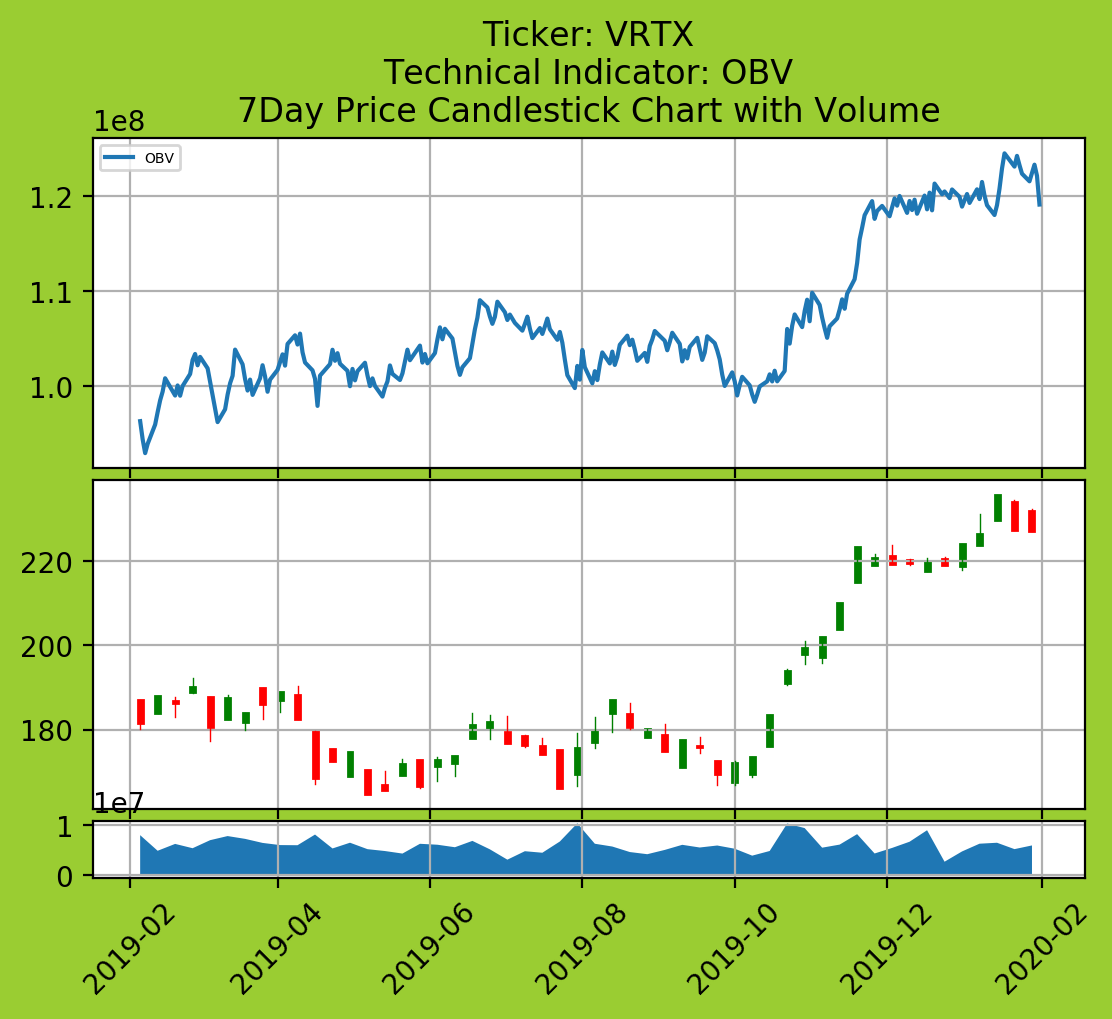 Ticker: VRTX
Technical Indicator: OBV
7Day Price Candlestick Chart with Volume
1e8
OBV
1.2
1.1
1.0
220
200
180
1e7
1
0
2019-02
2019-04
2019-06
2019-08
2019-10
2019-12
2020-02